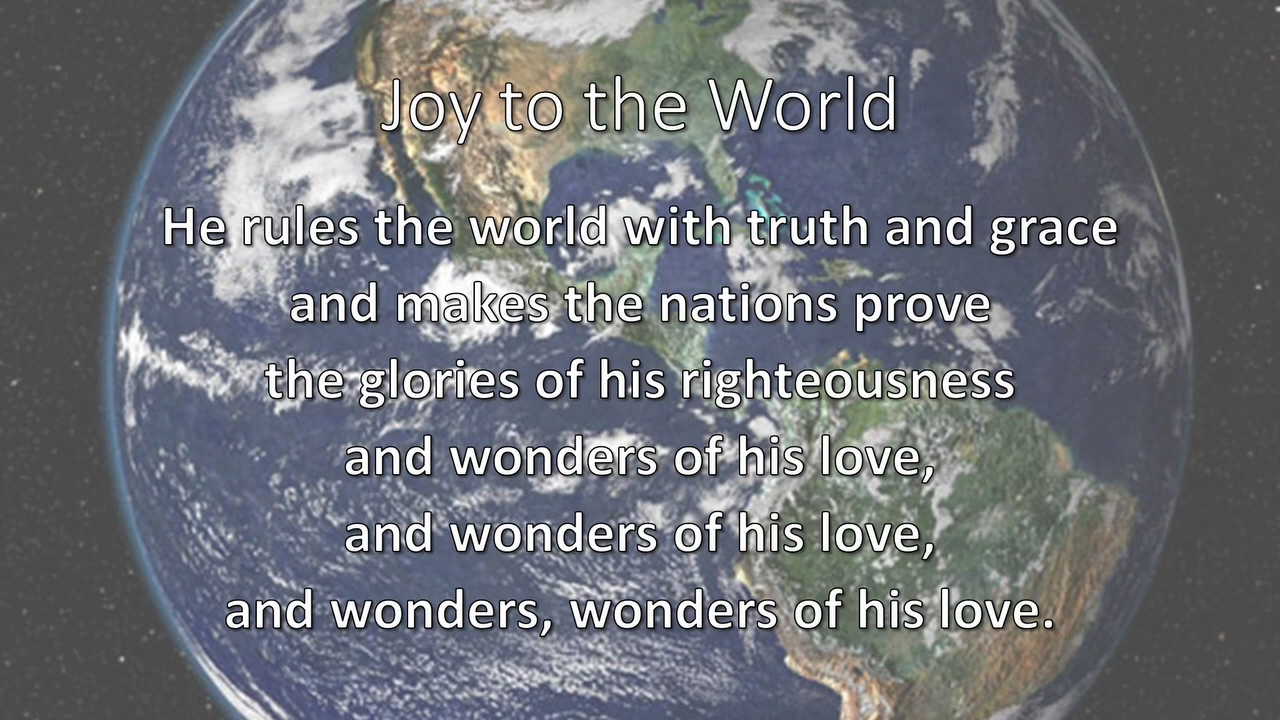 Joy to the World
He rules the world with truth and grace
and makes the nations prove
the glories of his righteousness
and wonders of his love,
and wonders of his love,
and wonders, wonders of his love.